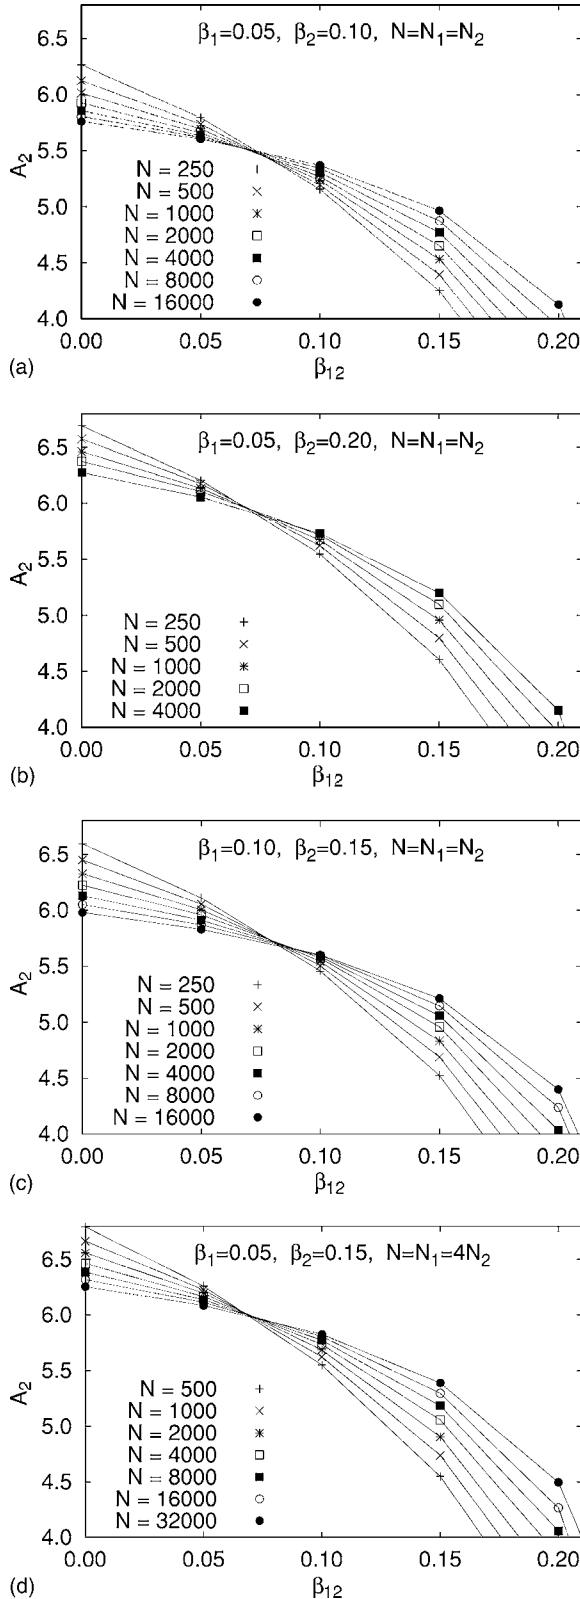 β₁=0.05, β₂=0.10, N=N₁=N₂
6.5
6.0
5.5
5.0
4.5
4.0
A₂
N = 250
N = 500
N = 1000
N = 2000
N = 4000
N = 8000
N = 16000
0.00 0.05 0.10 0.15 0.20
(a)
β₁₂
β₁=0.05, β₂=0.20, N=N₁=N₂
6.5
6.0
5.5
5.0
4.5
4.0
A₂
N = 250
N = 500
N = 1000
N = 2000
N = 4000
0.00 0.05 0.10 0.15 0.20
(b)
β₁₂
β₁=0.10, β₂=0.15, N=N₁=N₂
6.5
6.0
5.5
5.0
4.5
4.0
A₂
N = 250
N = 500
N = 1000
N = 2000
N = 4000
N = 8000
N = 16000
0.00 0.05 0.10 0.15 0.20
(c)
β₁₂
β₁=0.05, β₂=0.15, N=N₁=4N₂
6.5
6.0
5.5
5.0
4.5
4.0
A₂
N = 500
N = 1000
N = 2000
N = 4000
N = 8000
N = 16000
N = 32000
0.00 0.05 0.10 0.15 0.20
(d)
β₁₂